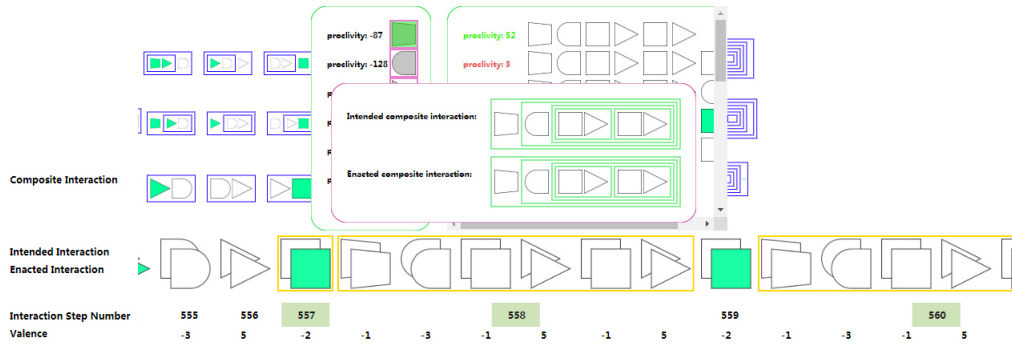 proclivity: -87
proclivity: 52
proclivity: -128
proclivity: 3
Intended composite interaction:
Enacted composite interaction:
Composite Interaction
Intended Interaction
Enacted Interaction
Interaction Step Number 555 556 557 558 559 560
Valence -3 5 -2 -1 -3 -1 5 -1 5 -2 -1 -3 -1 5